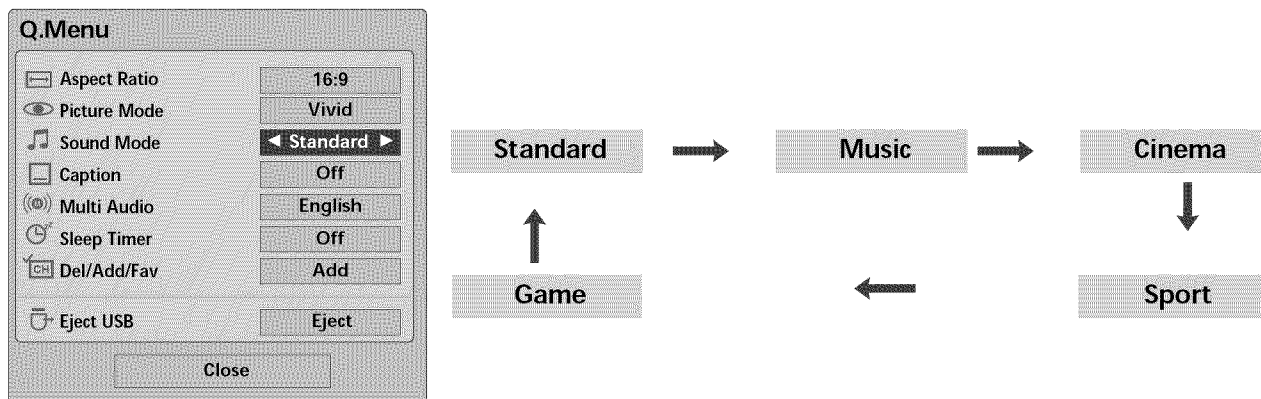 Q.Menu
Aspect Ratio 16:9
Picture Mode Vivid
Sound Mode ◄ Standard ►
Caption Off
Multi Audio English
Sleep Timer Off
Del/Add/Fav Add
Eject USB Eject
Close
Standard Music Cinema
Game Sport